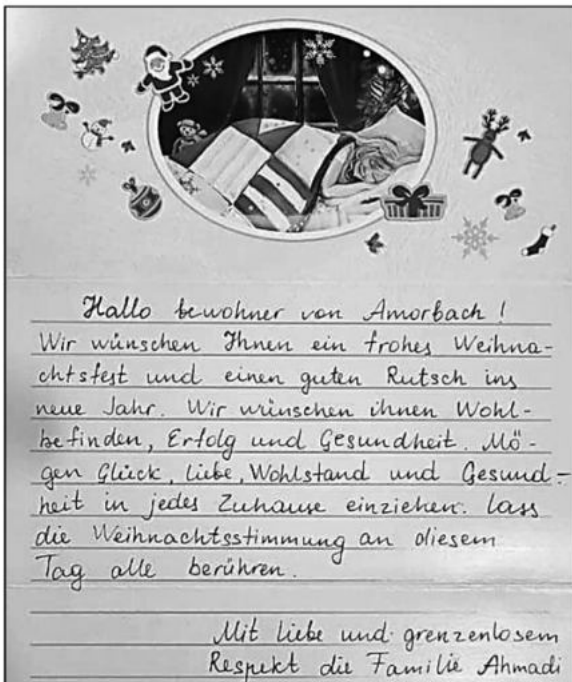 Hallo bewohner von Amorbach!
Wir wünschen Ihnen ein frohes Weihna-
chtsfest und einen guten Rutsch ins
neue Jahr. Wir wünschen ihnen Wohl-
befinden, Erfolg und Gesundheit. Mö-
gen Glück, liebe, Wohlstand und Gesund-
heit in jedes Zuhause einziehen. lass
die Weihnachtsstimmung an diesem
Tag alle berühren.
Mit liebe und grenzenlosem
Respekt die Familie Ahmadi